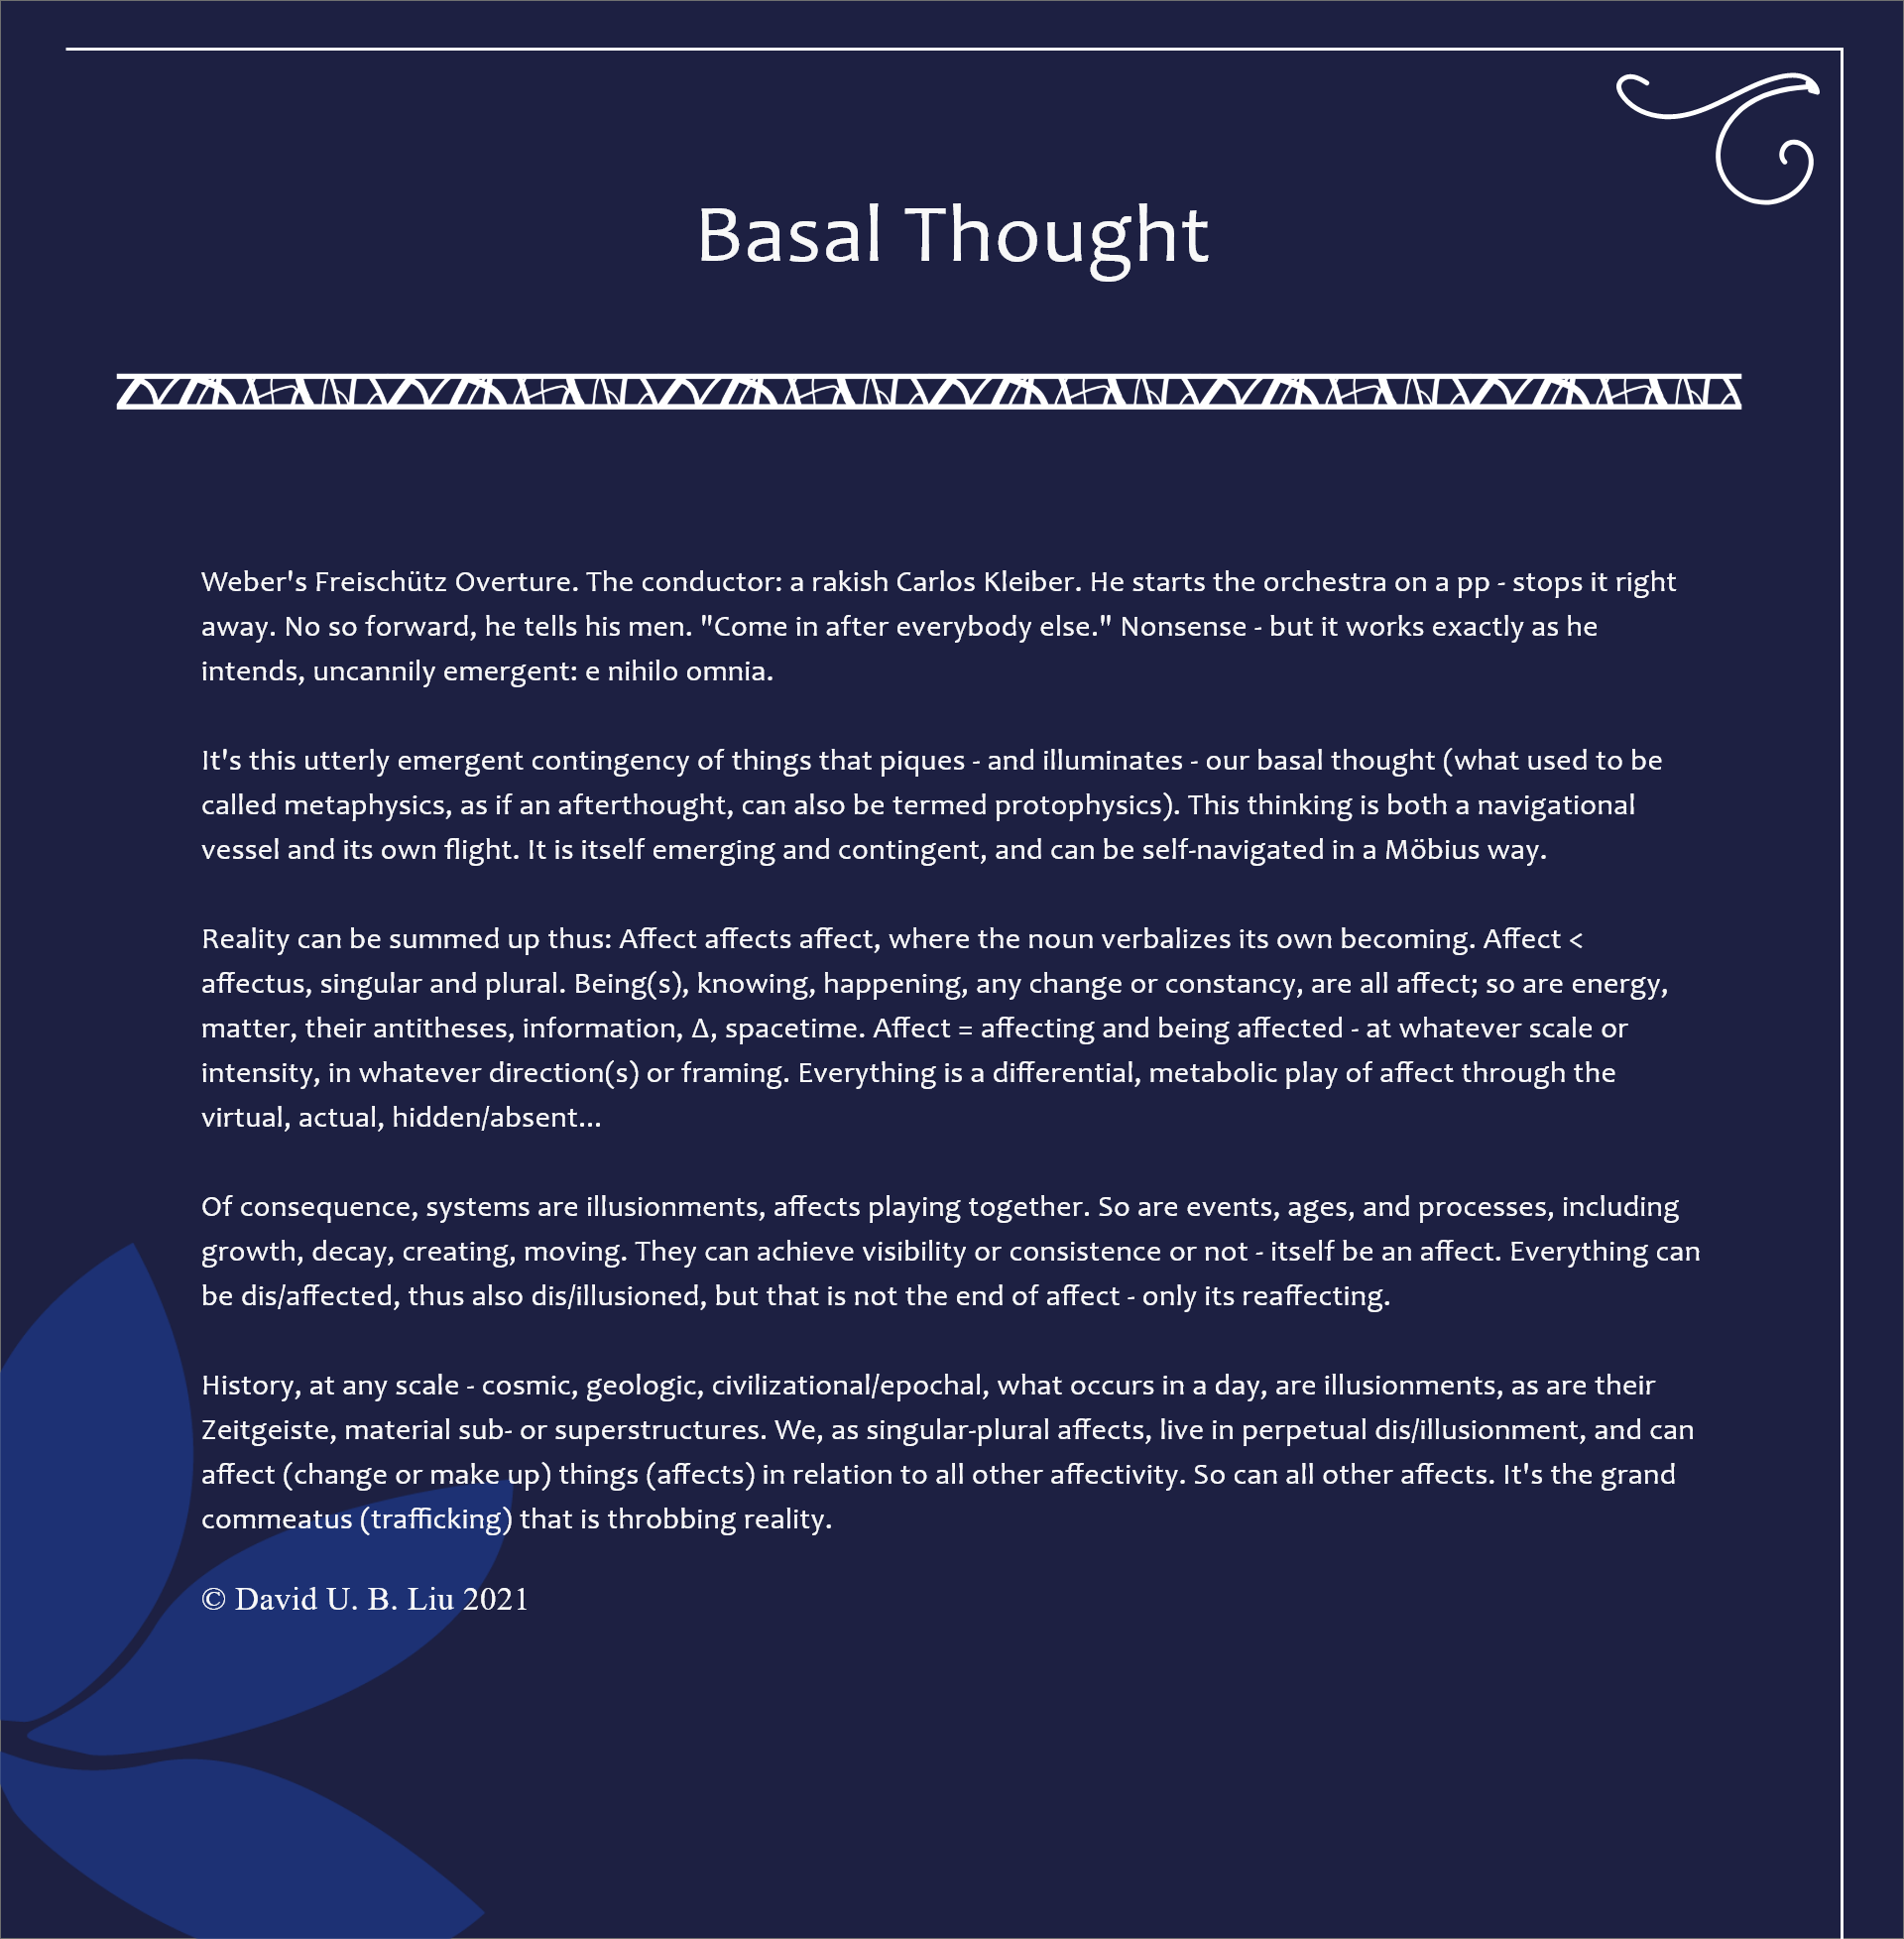 Basal Thought
Weber's Freischütz Overture. The conductor: a rakish Carlos Kleiber. He starts the orchestra on a pp - stops it right
away. No so forward, he tells his men. "Come in after everybody else." Nonsense - but it works exactly as he
intends, uncannily emergent: e nihilo omnia.
It's this utterly emergent contingency of things that piques - and illuminates - our basal thought (what used to be
called metaphysics, as if an afterthought, can also be termed protophysics). This thinking is both a navigational
vessel and its own flight. It is itself emerging and contingent, and can be self-navigated in a Möbius way.
Reality can be summed up thus: Affect affects affect, where the noun verbalizes its own becoming. Affect <
affectus, singular and plural. Being(s), knowing, happening, any change or constancy, are all affect; so are energy,
matter, their antitheses, information, Δ, spacetime. Affect = affecting and being affected - at whatever scale or
intensity, in whatever direction(s) or framing. Everything is a differential, metabolic play of affect through the
virtual, actual, hidden/absent...
Of consequence, systems are illusionments, affects playing together. So are events, ages, and processes, including
growth, decay, creating, moving. They can achieve visibility or consistence or not - itself be an affect. Everything can
be dis/affected, thus also dis/illusioned, but that is not the end of affect - only its reaffecting.
History, at any scale - cosmic, geologic, civilizational/epochal, what occurs in a day, are illusionments, as are their
Zeitgeiste, material sub- or superstructures. We, as singular-plural affects, live in perpetual dis/illusionment, and can
affect (change or make up) things (affects) in relation to all other affectivity. So can all other affects. It's the grand
commeatus (trafficking) that is throbbing reality.
© David U. B. Liu 2021